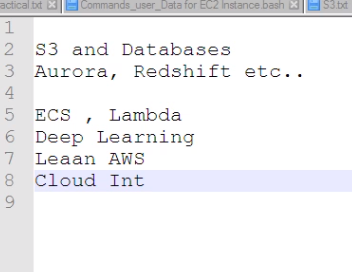 actical.txt Commands_user_Data for EC2 Instance.bash S3.txt
1
2 S3 and Databases
3 Aurora, Redshift etc..
4
5 ECS , Lambda
6 Deep Learning
7 Leaan AWS
8 Cloud Int
9